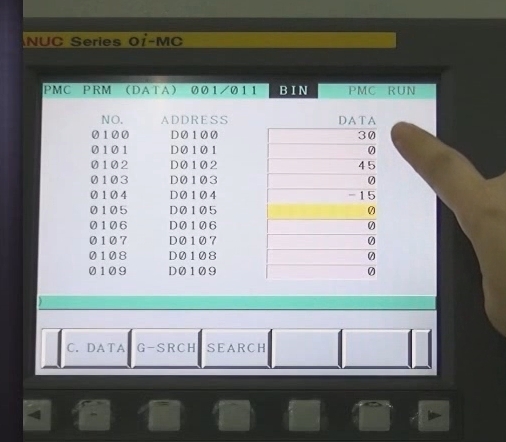 ANUC Series 0i-MC
PMC PRM (DATA) 001/011 BIN PMC RUN
NO. ADDRESS DATA
0100 D0100 30
0101 D0101 0
0102 D0102 45
0103 D0103 0
0104 D0104 -15
0105 D0105 0
0106 D0106 0
0107 D0107 0
0108 D0108 0
0109 D0109 0
)
C. DATA G-SRCH SEARCH